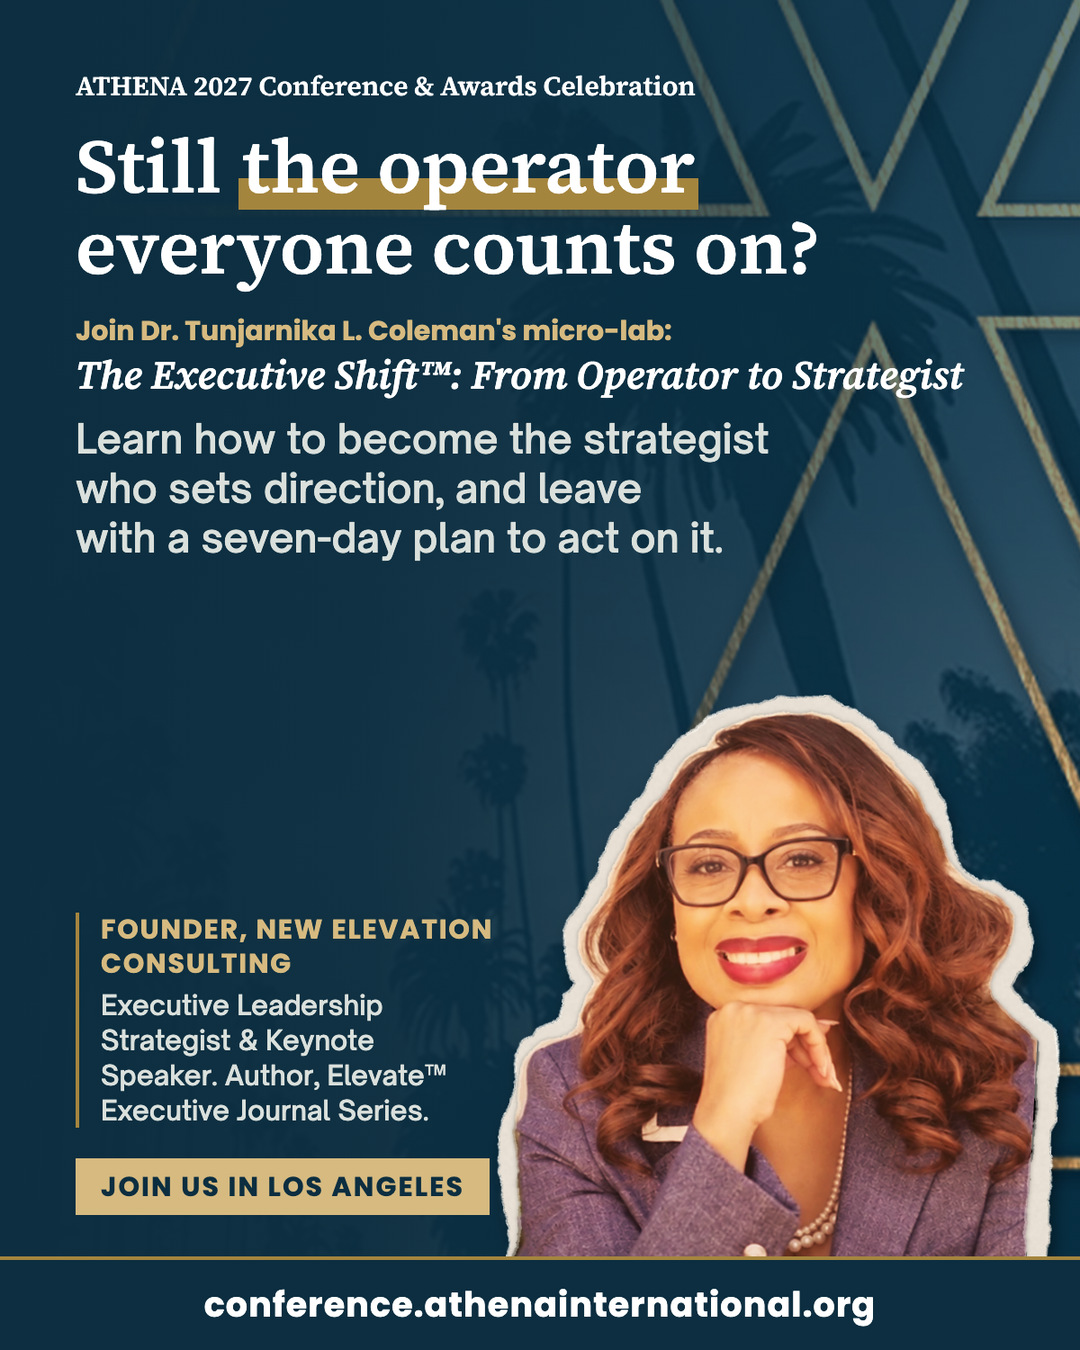 ATHENA 2027 Conference & Awards Celebration
Still the operator
everyone counts on?
Join Dr. Tunjarnika L. Coleman's micro-lab:
The Executive Shift™: From Operator to Strategist
Learn how to become the strategist
who sets direction, and leave
with a seven-day plan to act on it.
FOUNDER, NEW ELEVATION
CONSULTING
Executive Leadership
Strategist & Keynote
Speaker. Author, Elevate™
Executive Journal Series.
JOIN US IN LOS ANGELES
conference.athenainternational.org